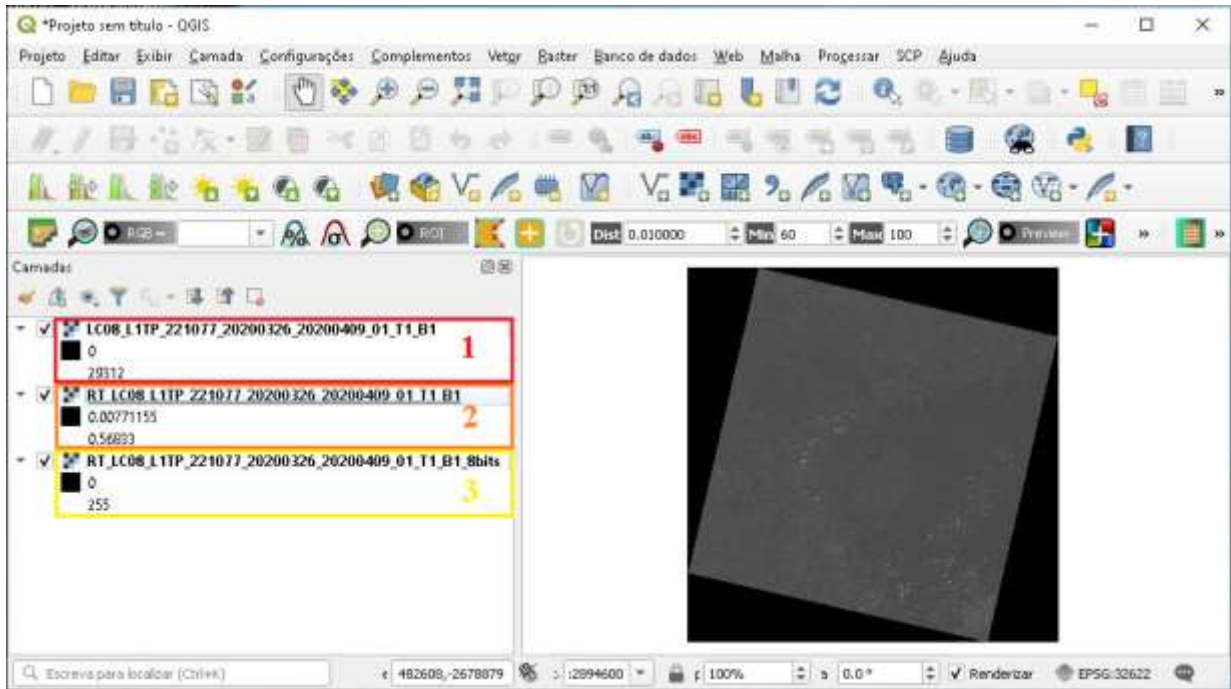 *Projeto sem título - QGIS
Projeto Editar Exibir Camada Configurações Complementos Vetor Raster Banco de dados Web Malha Processar SCP Ajuda
RGB = ROI Dist 0.010000 Min 60 Max 100 Preview
Camadas
LC08_L1TP_221077_20200326_20200409_01_T1_B1
0
1
29312
RT_LC08_L1TP_221077_20200326_20200409_01_T1_B1
0.00771155
2
0.56833
RT_LC08_L1TP_221077_20200326_20200409_01_T1_B1_8bits
0
3
255
Escreva para localizar (Ctrl+K) 482608,-2678879 :2894600 100% 0.0° Renderizar EPSG:32622